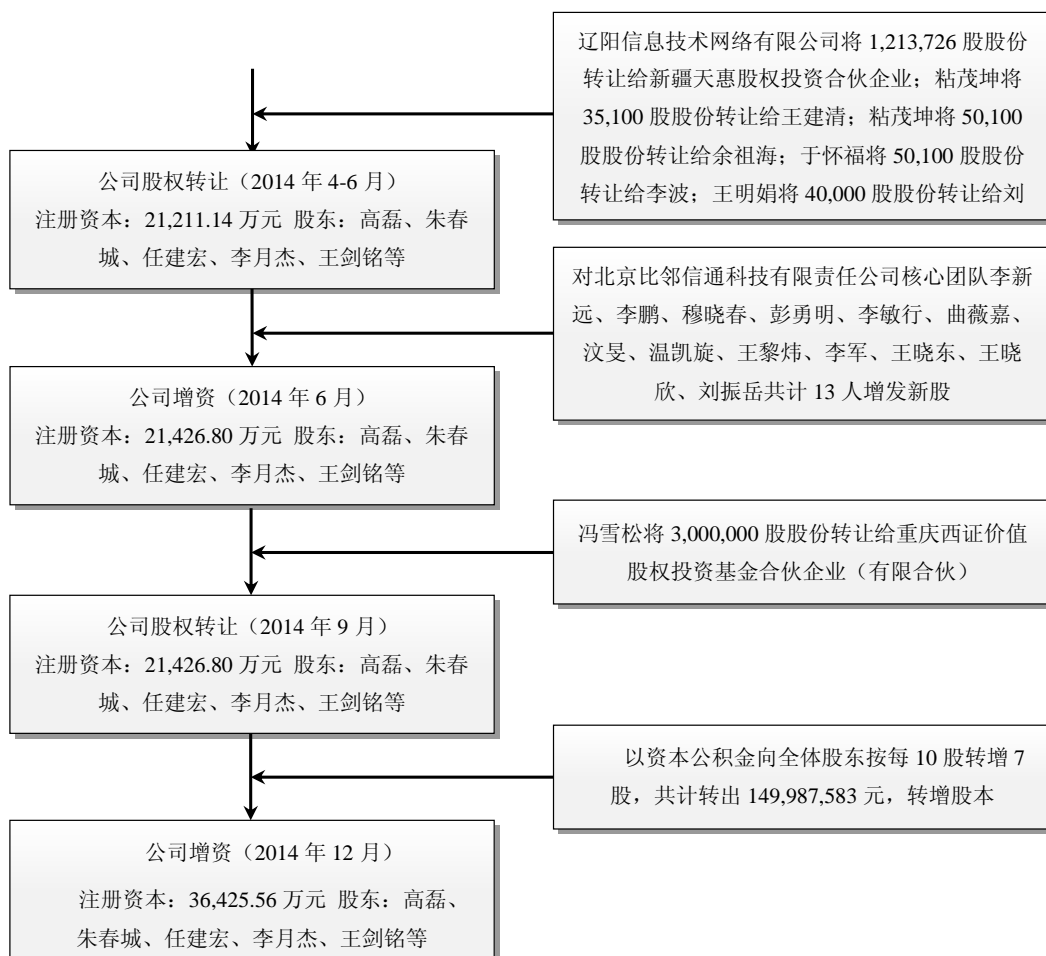 辽阳信息技术网络有限公司将 1,213,726 股股份
转让给新疆天惠股权投资合伙企业；粘茂坤将
35,100 股股份转让给王建清；粘茂坤将 50,100
股股份转让给余祖海；于怀福将 50,100 股股份
转让给李波；王明娟将 40,000 股股份转让给刘
公司股权转让（2014 年 4-6 月）
注册资本：21,211.14 万元 股东：高磊、朱春
城、任建宏、李月杰、王剑铭等
对北京比邻信通科技有限责任公司核心团队李新
远、李鹏、穆晓春、彭勇明、李敏行、曲薇嘉、
汶旻、温凯旋、王黎炜、李军、王晓东、王晓
欣、刘振岳共计 13 人增发新股
公司增资（2014 年 6 月）
注册资本：21,426.80 万元 股东：高磊、朱春
城、任建宏、李月杰、王剑铭等
冯雪松将 3,000,000 股股份转让给重庆西证价值
股权投资基金合伙企业（有限合伙）
公司股权转让（2014 年 9 月）
注册资本：21,426.80 万元 股东：高磊、朱春
城、任建宏、李月杰、王剑铭等
以资本公积金向全体股东按每 10 股转增 7
股，共计转出 149,987,583 元，转增股本
公司增资（2014 年 12 月）
注册资本：36,425.56 万元 股东：高磊、
朱春城、任建宏、李月杰、王剑铭等